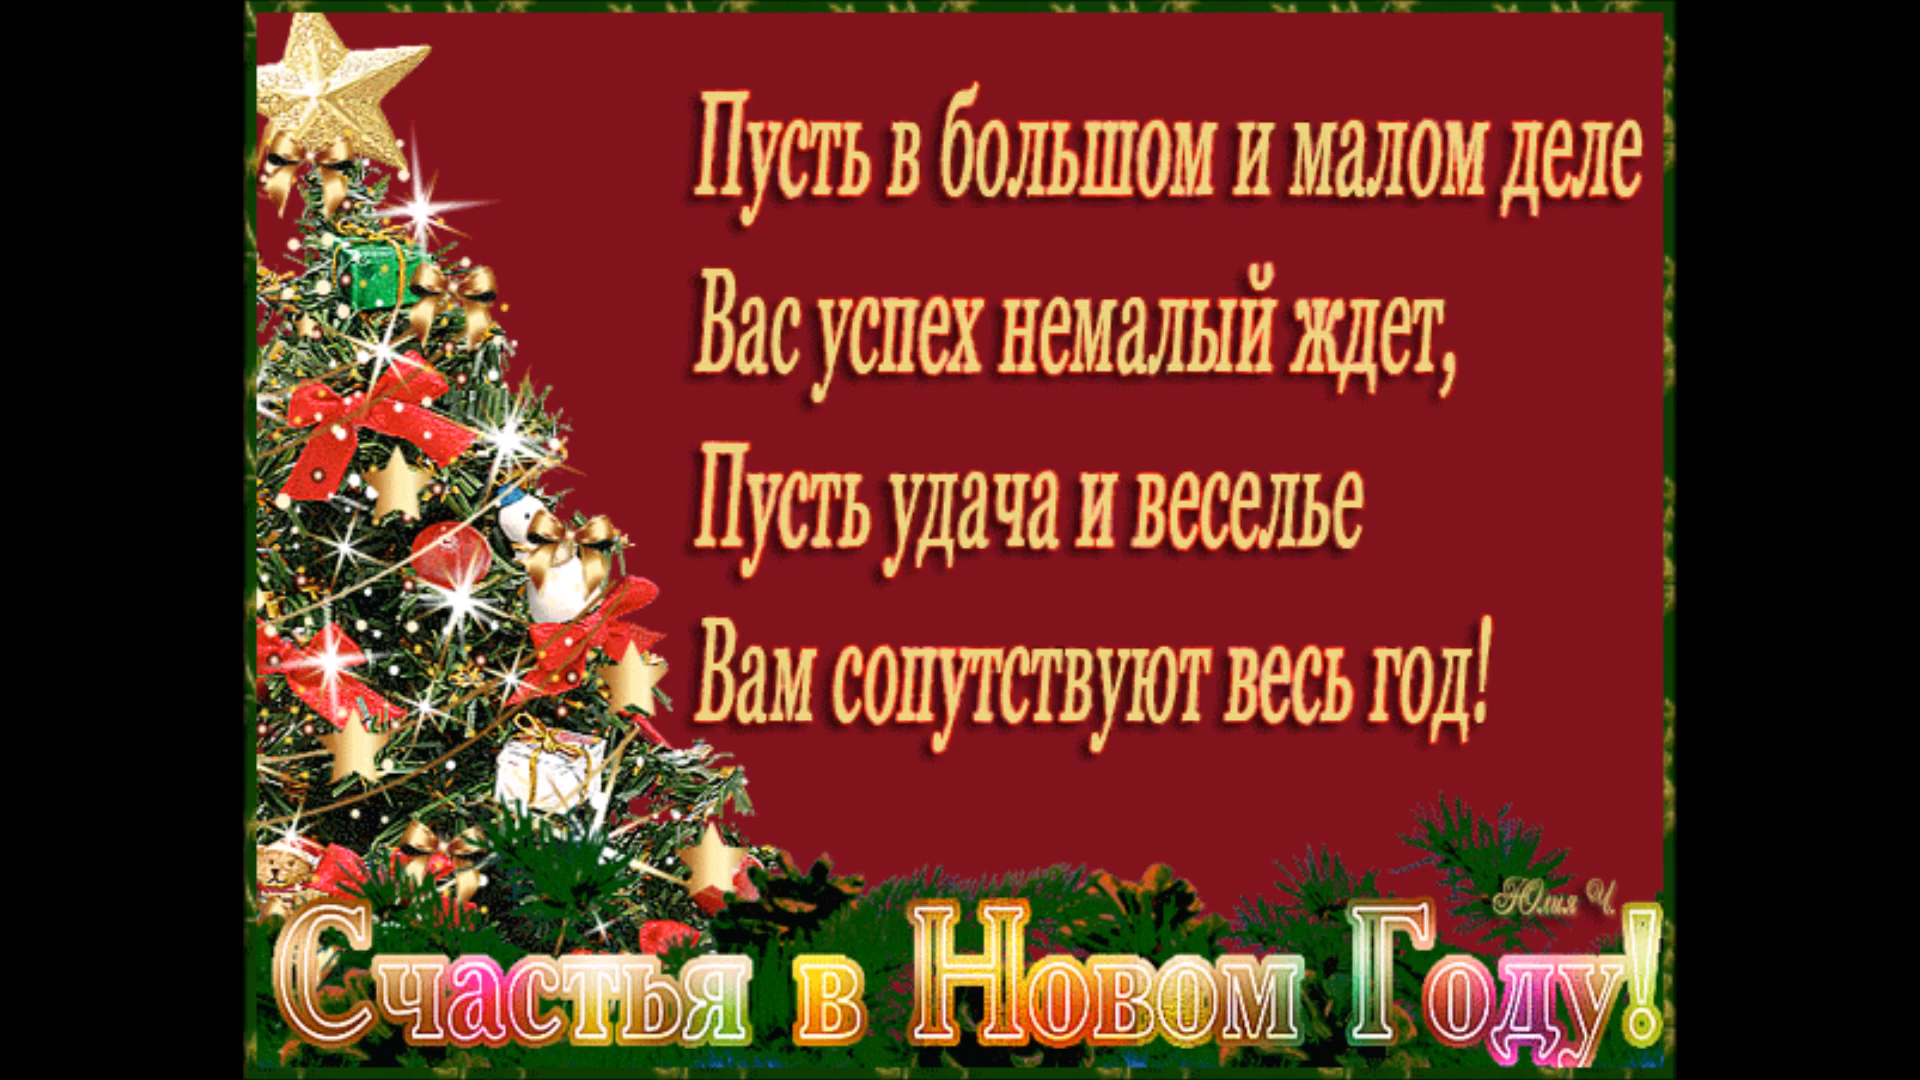 Пусть в большом и малом деле
Вас успех немалый ждет,
Пусть удача и веселье
Вам сопутствуют весь год!
Юлия Ч.
Счастья в Новом Году!